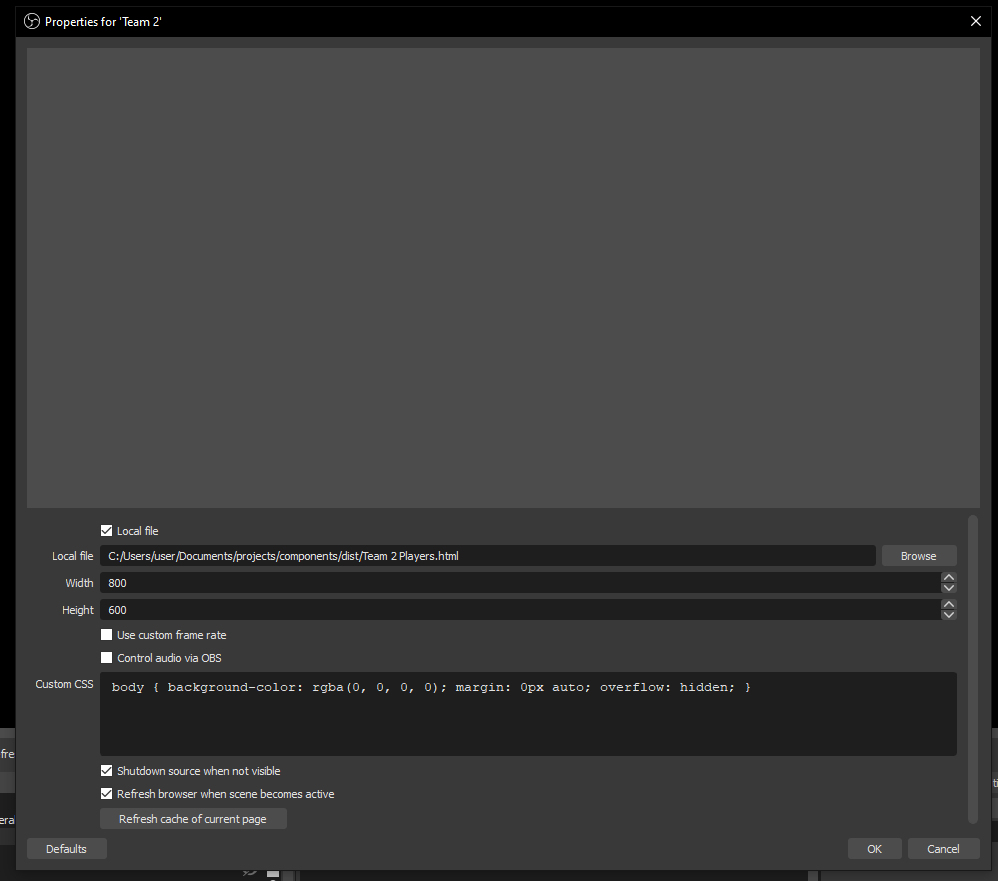 Properties for 'Team 2'
Local file
Local file C:/Users/user/Documents/projects/components/dist/Team 2 Players.html Browse
Width 800
Height 600
Use custom frame rate
Control audio via OBS
Custom CSS body { background-color: rgba(0, 0, 0, 0); margin: 0px auto; overflow: hidden; }
fre
Shutdown source when not visible
ti
Refresh browser when scene becomes active
era
Refresh cache of current page
Defaults OK Cancel